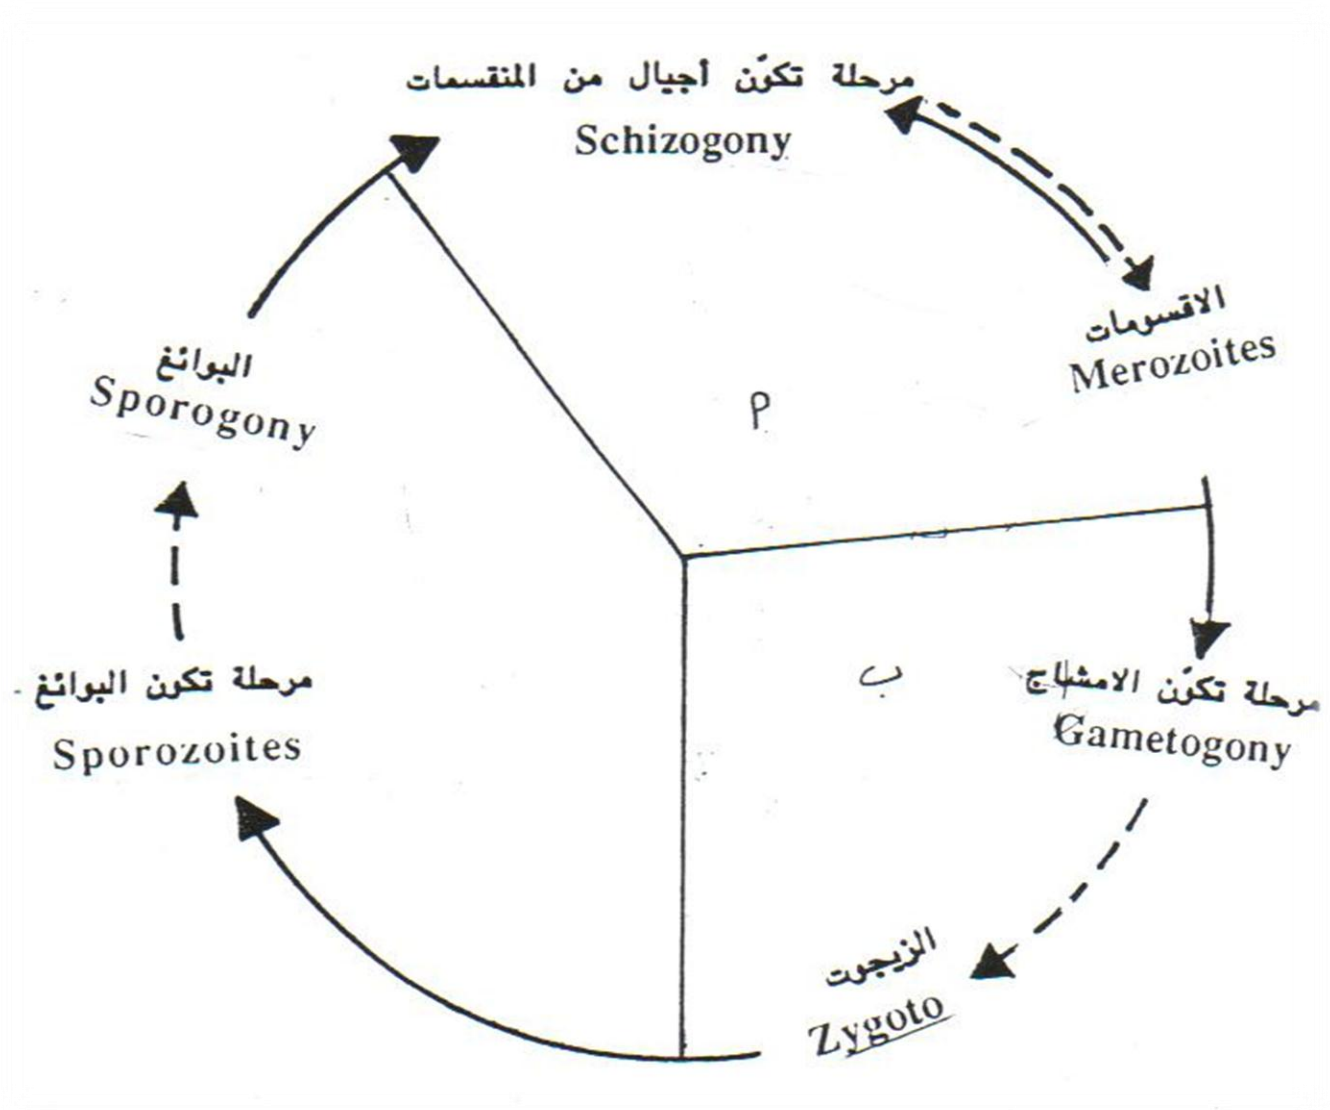 مرحلة تكوّن أجيال من المنقسمات
Schizogony
الاقسومات
Merozoites
م
ب
مرحلة تكوّن الامشاج
Gametogony
الزيجوت
Zygoto
مرحلة تكون البوائغ
Sporozoites
البوائغ
Sporogony